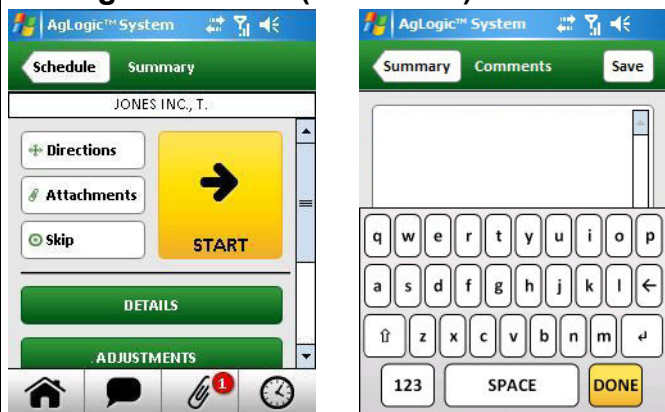 AgLogic™ System
Schedule Summary
JONES INC., T.
Directions
Attachments
Skip
START
DETAILS
ADJUSTMENTS
1
AgLogic™ System
Summary Comments Save
q w e r t y u i o p
a s d f g h j k l ←
⇧ z x c v b n m ↵
123 SPACE DONE